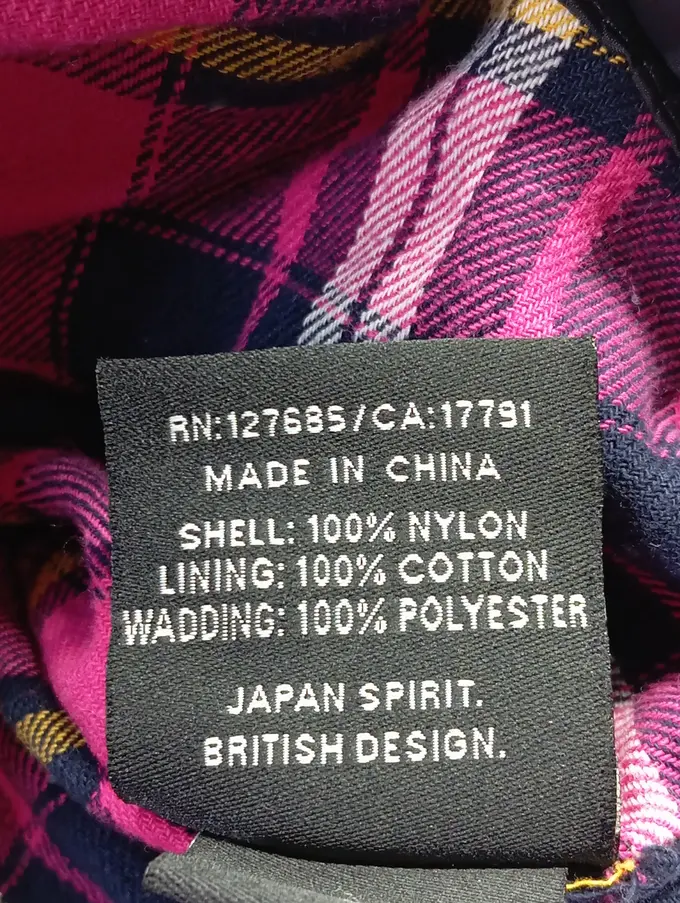 RN:127685/CA:17791
MADE IN CHINA
SHELL: 100% NYLON
LINING: 100% COTTON
WADDING: 100% POLYESTER
JAPAN SPIRIT.
BRITISH DESIGN.